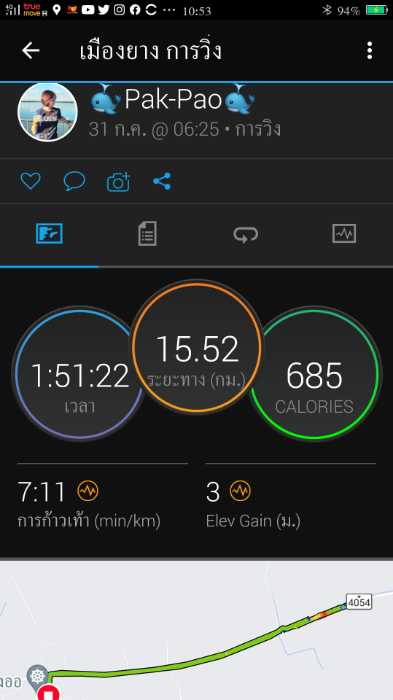 4G true
move H 10:53 94%
เมืองยาง การวิ่ง
Pak-Pao
31 ก.ค. @ 06:25 • การวิ่ง
1:51:22
เวลา
15.52
ระยะทาง (กม.)
685
CALORIES
7:11
การก้าวเท้า (min/km)
3
Elev Gain (ม.)
4054